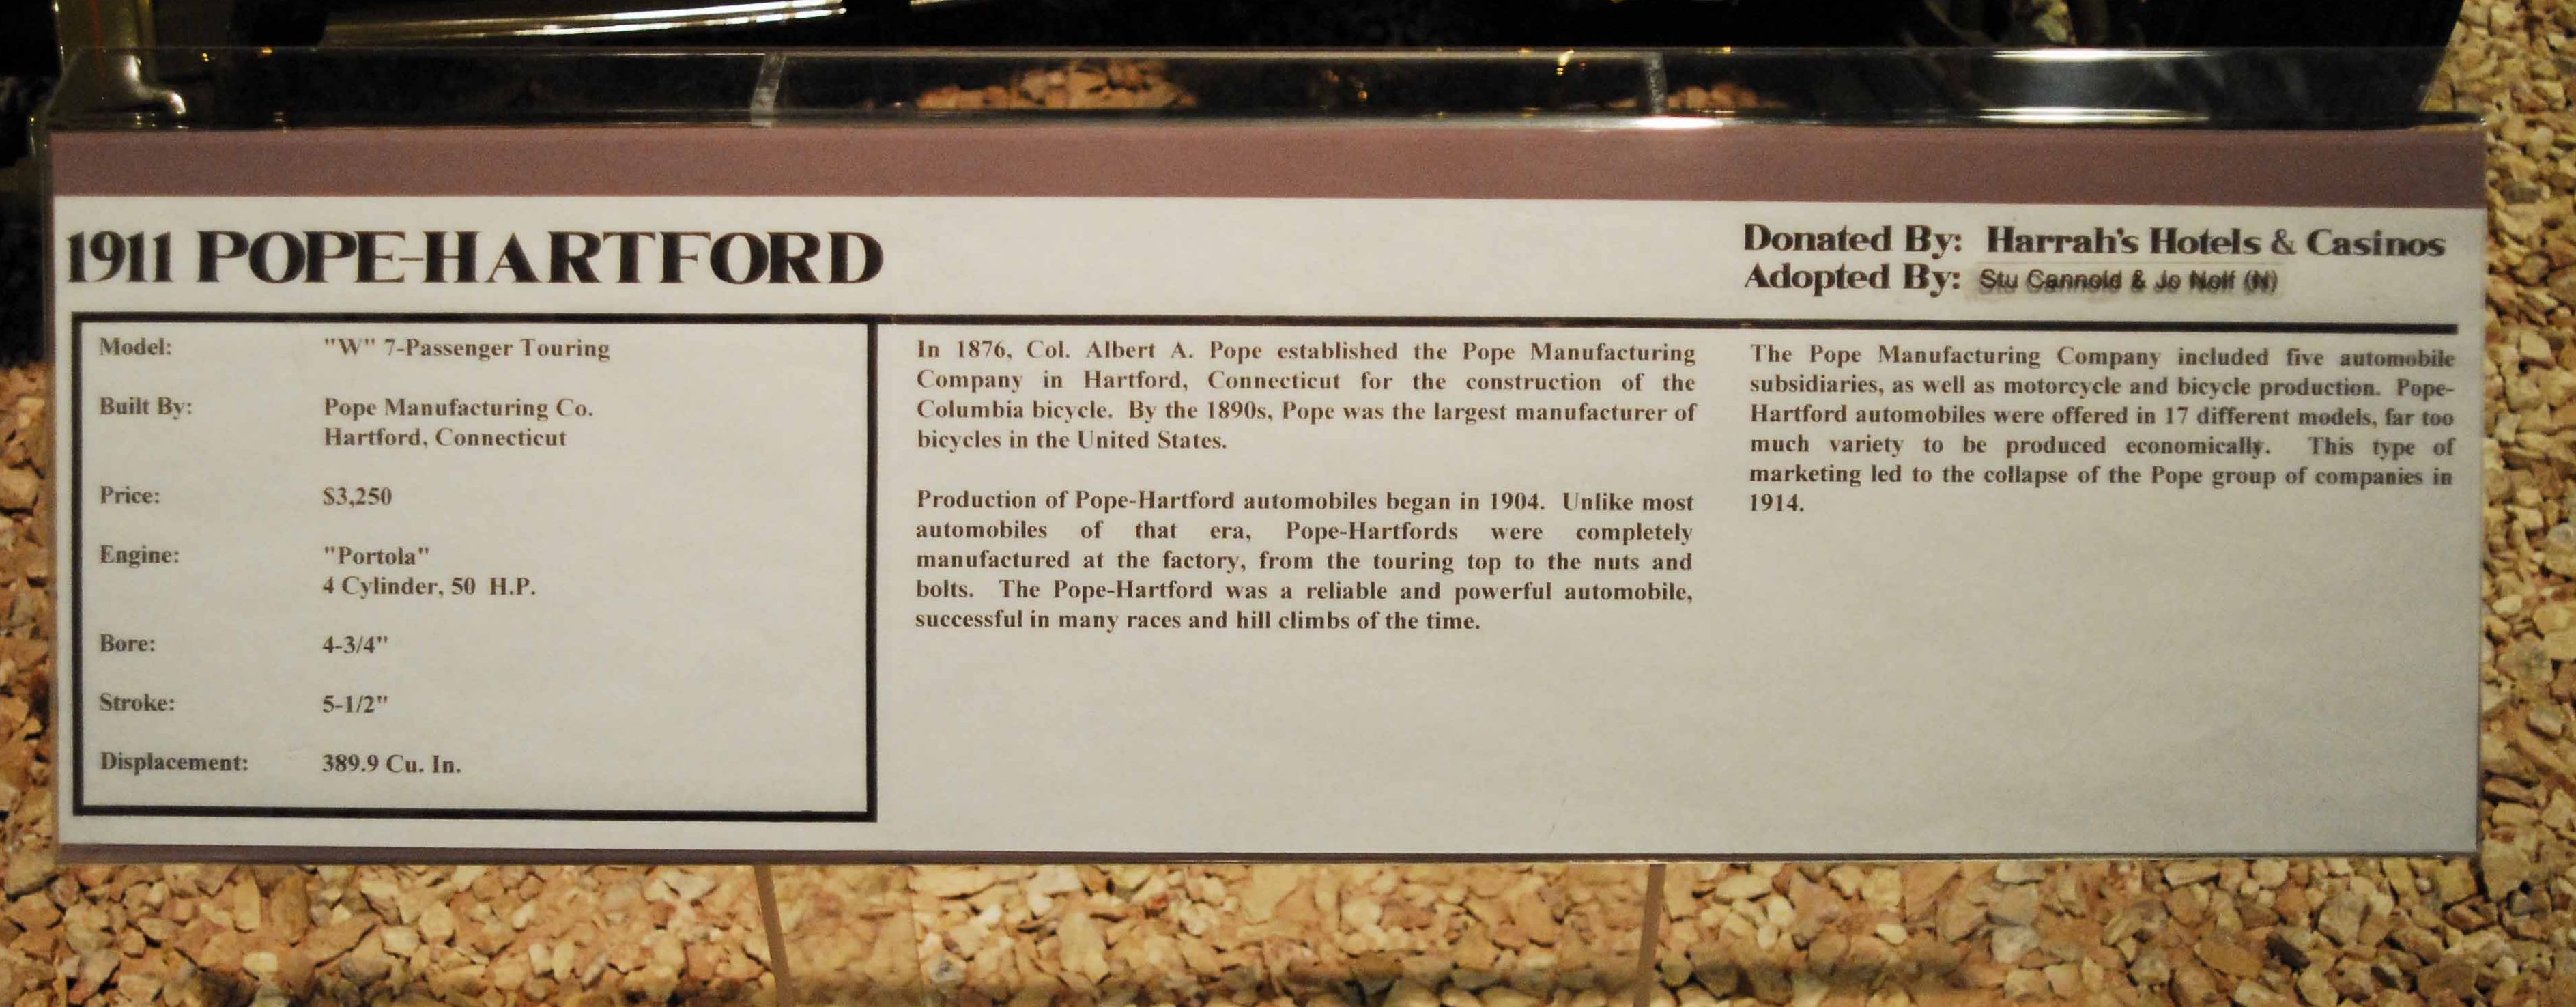 1911 POPE-HARTFORD
Donated By: Harrah's Hotels & Casinos
Adopted By: Stu Cannold & Jo Nolf (N)
Model: "W" 7-Passenger Touring
Built By: Pope Manufacturing Co.
Hartford, Connecticut
Price: $3,250
Engine: "Portola"
4 Cylinder, 50 H.P.
Bore: 4-3/4"
Stroke: 5-1/2"
Displacement: 389.9 Cu. In.
In 1876, Col. Albert A. Pope established the Pope Manufacturing
Company in Hartford, Connecticut for the construction of the
Columbia bicycle. By the 1890s, Pope was the largest manufacturer of
bicycles in the United States.
Production of Pope-Hartford automobiles began in 1904. Unlike most
automobiles of that era, Pope-Hartfords were completely
manufactured at the factory, from the touring top to the nuts and
bolts. The Pope-Hartford was a reliable and powerful automobile,
successful in many races and hill climbs of the time.
The Pope Manufacturing Company included five automobile
subsidiaries, as well as motorcycle and bicycle production. Pope-
Hartford automobiles were offered in 17 different models, far too
much variety to be produced economically. This type of
marketing led to the collapse of the Pope group of companies in
1914.